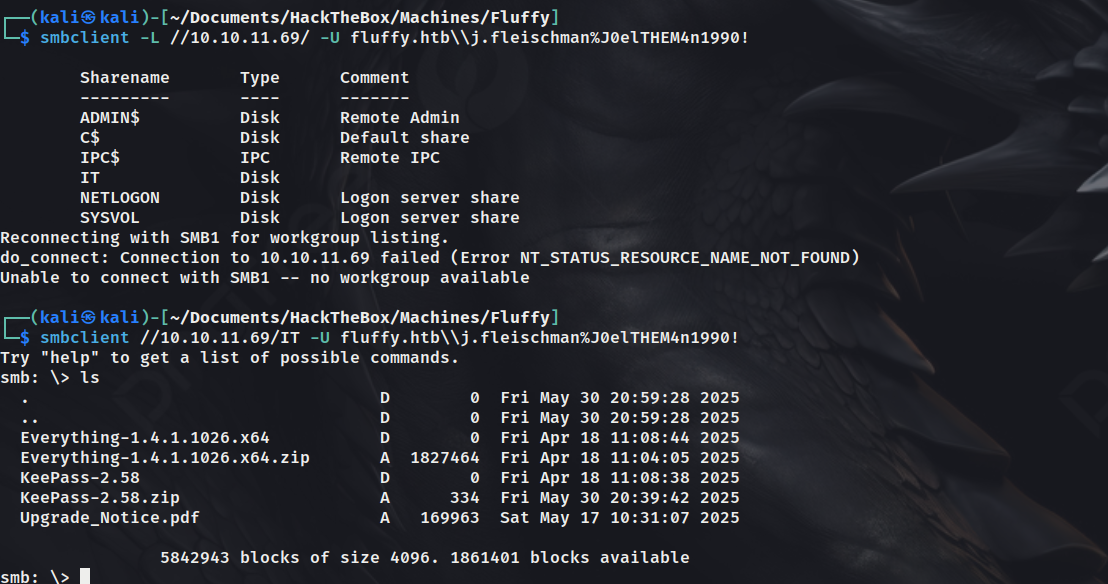 ┌──(kali㉿kali)-[~/Documents/HackTheBox/Machines/Fluffy]
└─$ smbclient -L //10.10.11.69/ -U fluffy.htb\\j.fleischman%J0elTHEM4n1990!
Sharename Type Comment
--------- ---- -------
ADMIN$ Disk Remote Admin
C$ Disk Default share
IPC$ IPC Remote IPC
IT Disk
NETLOGON Disk Logon server share
SYSVOL Disk Logon server share
Reconnecting with SMB1 for workgroup listing.
do_connect: Connection to 10.10.11.69 failed (Error NT_STATUS_RESOURCE_NAME_NOT_FOUND)
Unable to connect with SMB1 -- no workgroup available
┌──(kali㉿kali)-[~/Documents/HackTheBox/Machines/Fluffy]
└─$ smbclient //10.10.11.69/IT -U fluffy.htb\\j.fleischman%J0elTHEM4n1990!
Try "help" to get a list of possible commands.
smb: \> ls
. D 0 Fri May 30 20:59:28 2025
.. D 0 Fri May 30 20:59:28 2025
Everything-1.4.1.1026.x64 D 0 Fri Apr 18 11:08:44 2025
Everything-1.4.1.1026.x64.zip A 1827464 Fri Apr 18 11:04:05 2025
KeePass-2.58 D 0 Fri Apr 18 11:08:38 2025
KeePass-2.58.zip A 334 Fri May 30 20:39:42 2025
Upgrade_Notice.pdf A 169963 Sat May 17 10:31:07 2025
5842943 blocks of size 4096. 1861401 blocks available
smb: \>